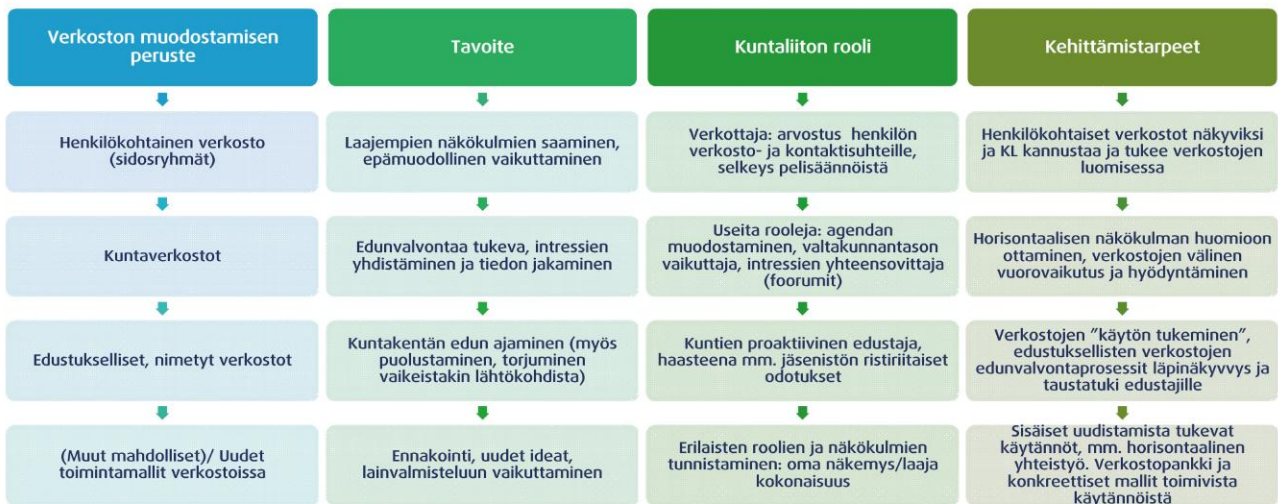 Verkoston muodostamisen
peruste
Tavoite
Kuntaliiton rooli
Kehittämistarpeet
Henkilökohtainen verkosto
(sidosryhmät)
Laajempien näkökulmien saaminen,
epämuodollinen vaikuttaminen
Verkottaja: arvostus henkilön
verkosto- ja kontaktisuhteille,
selkeys pelisäännöistä
Henkilökohtaiset verkostot näkyviksi
ja KL kannustaa ja tukee verkostojen
luomisessa
Kuntaverkostot
Edunvalvontaa tukeva, intressien
yhdistäminen ja tiedon jakaminen
Useita rooleja: agendan
muodostaminen, valtakunnantason
vaikuttaja, intressien yhteensovittaja
(foorumit)
Horisontaalisen näkökulman huomioon
ottaminen, verkostojen välinen
vuorovaikutus ja hyödyntäminen
Edustukselliset, nimetyt verkostot
Kuntakentän edun ajaminen (myös
puolustaminen, torjuminen
vaikeistakin lähtökohdista)
Kuntien proaktiivinen edustaja,
haasteena mm. jäsenistön ristiriitaiset
odotukset
Verkostojen ”käytön tukeminen”,
edustuksellisten verkostojen
edunvalvontaprosessit läpinäkyvyys ja
taustatuki edustajille
(Muut mahdolliset)/ Uudet
toimintamallit verkostoissa
Ennakointi, uudet ideat,
lainvalmisteluun vaikuttaminen
Erilaisten roolien ja näkökulmien
tunnistaminen: oma näkemys/laaja
kokonaisuus
Sisäiset uudistamista tukevat
käytännöt, mm. horisontaalinen
yhteistyö. Verkostopankki ja
konkreettiset mallit toimivista
käytännöistä